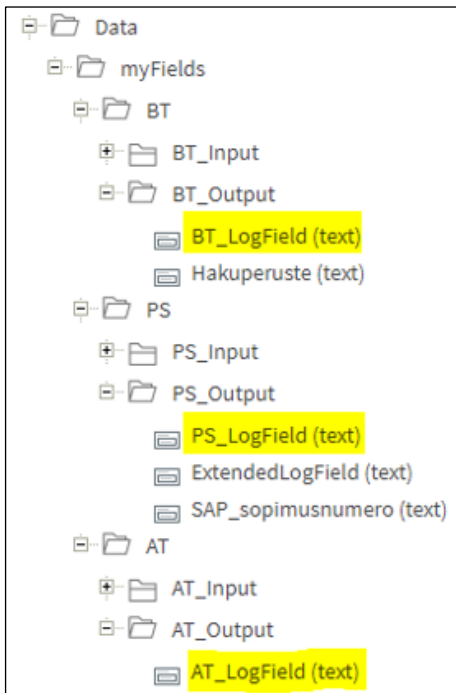 Data
myFields
BT
BT_Input
BT_Output
BT_LogField (text)
Hakuperuste (text)
PS
PS_Input
PS_Output
PS_LogField (text)
ExtendedLogField (text)
SAP_sopimusnumero (text)
AT
AT_Input
AT_Output
AT_LogField (text)